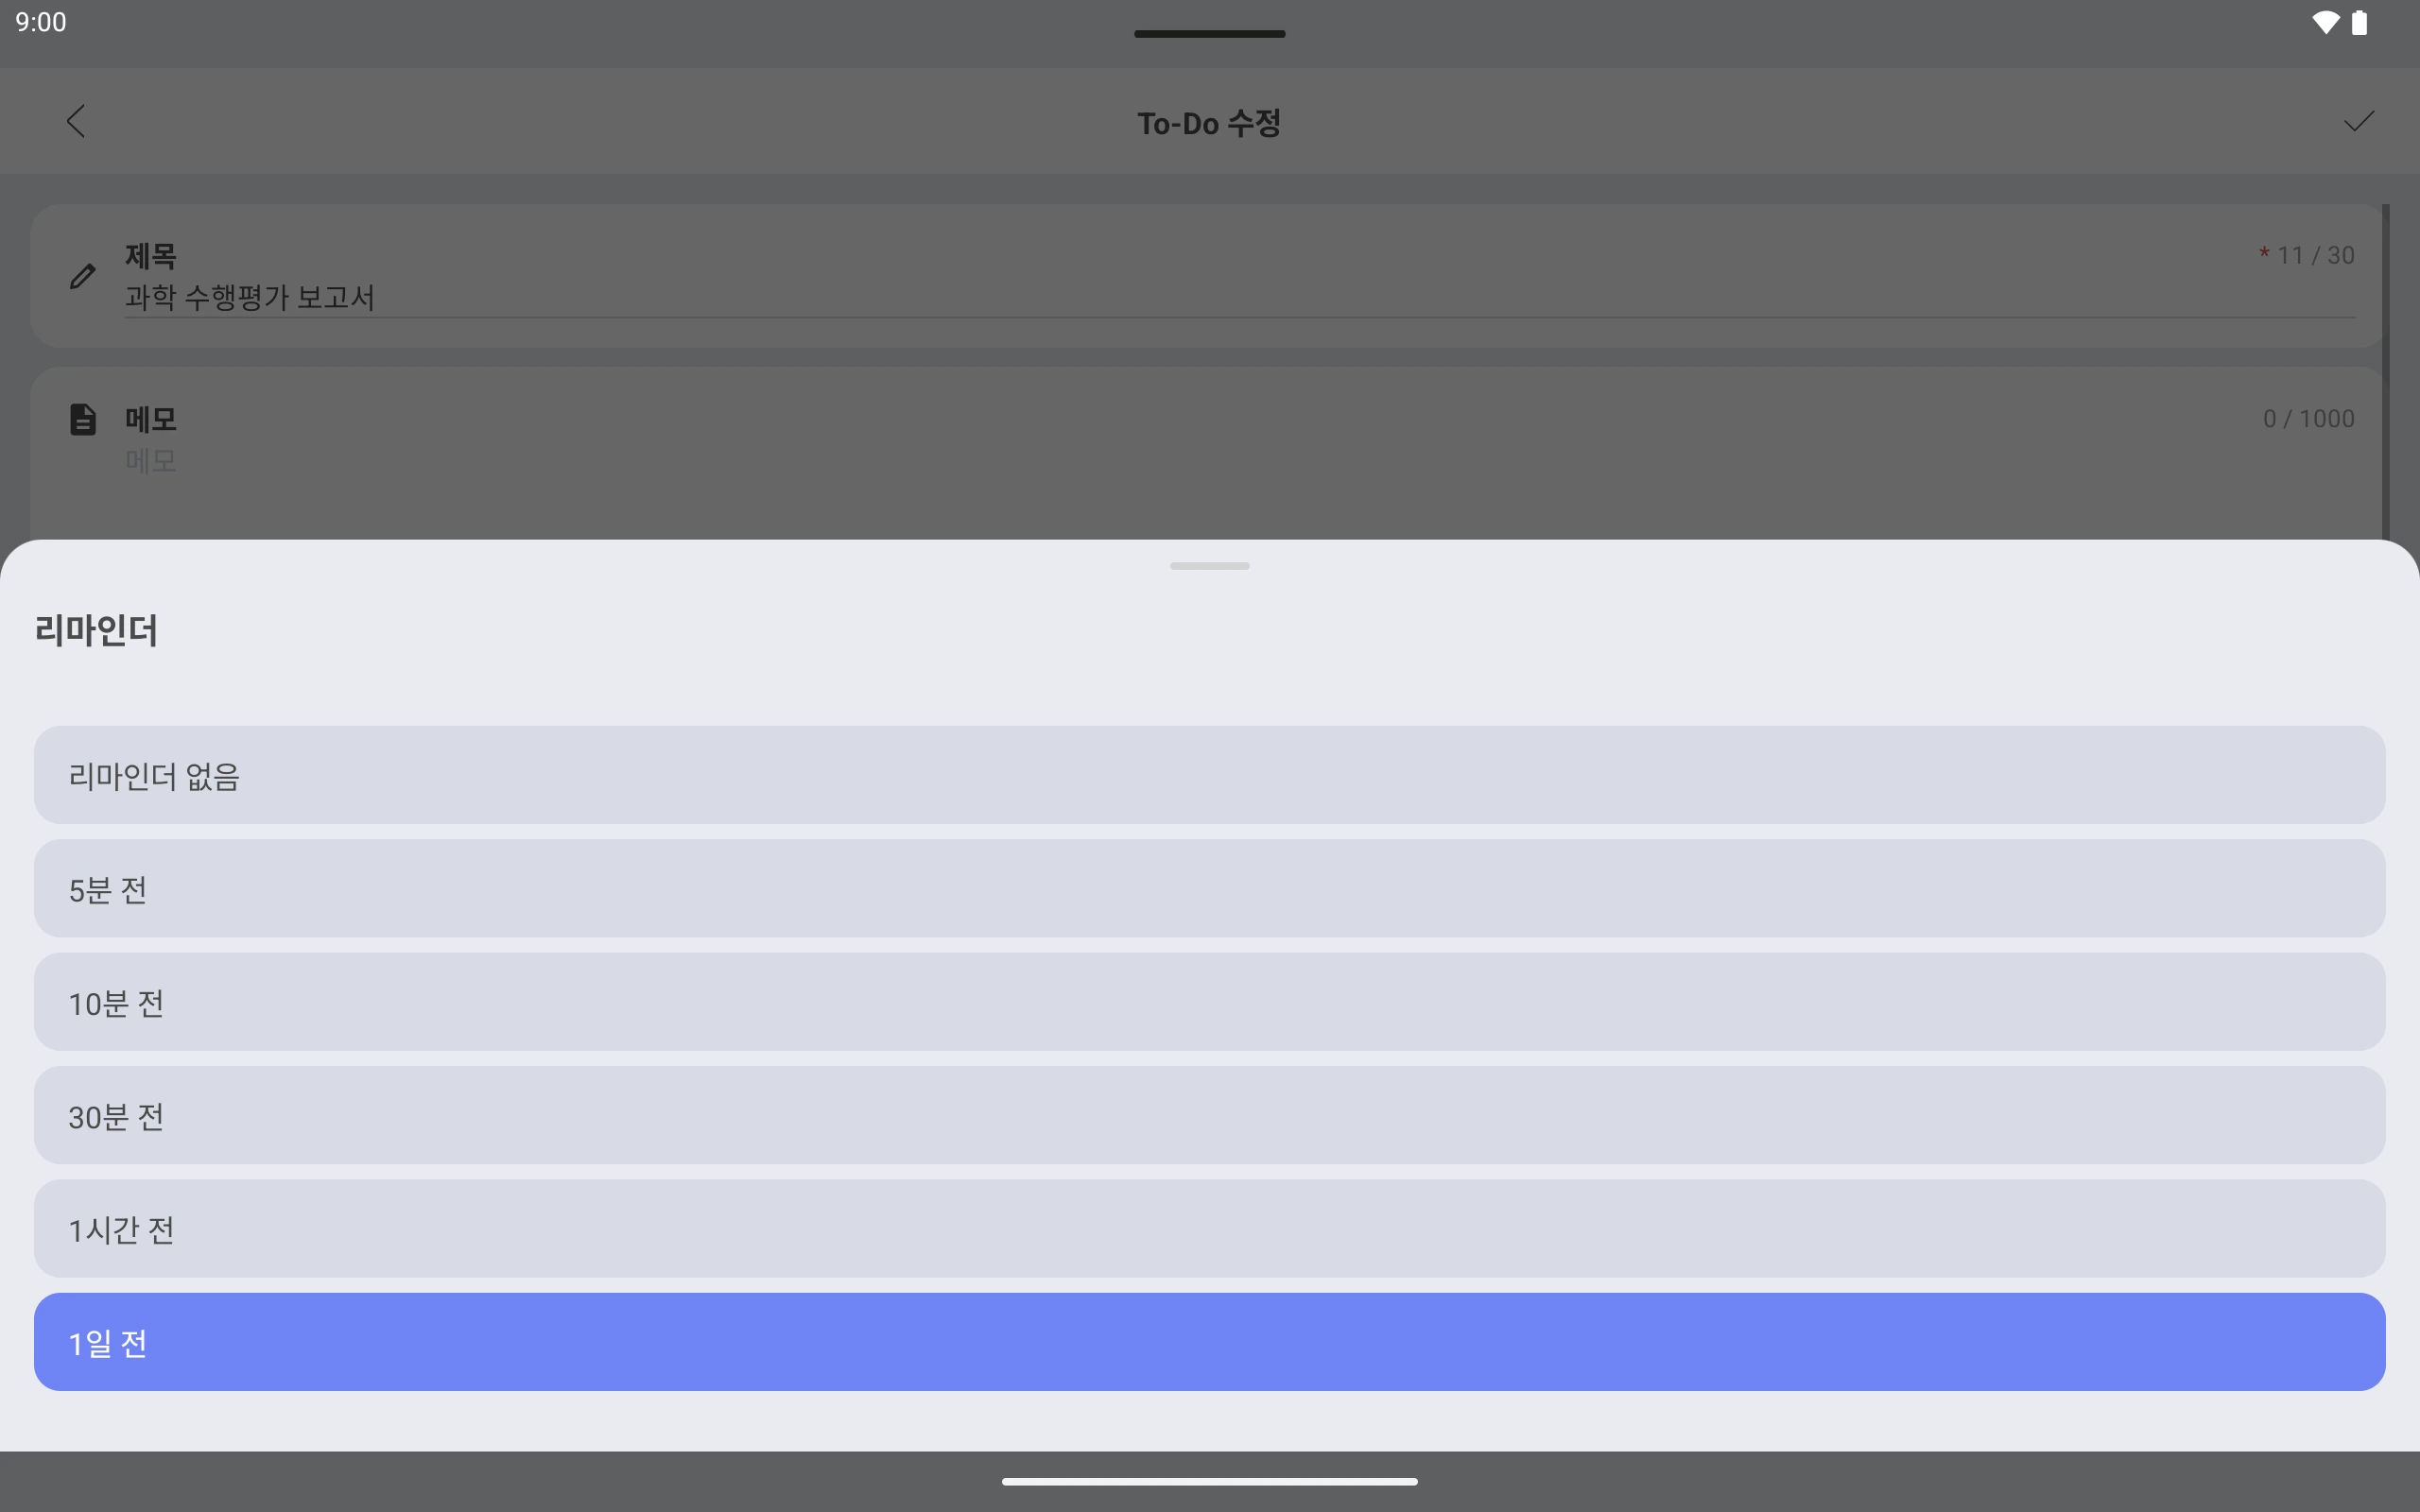 9:00
To-Do 수정
제목
* 11 / 30
과학 수행평가 보고서
메모
0 / 1000
메모
리마인더
리마인더 없음
5분 전
10분 전
30분 전
1시간 전
1일 전